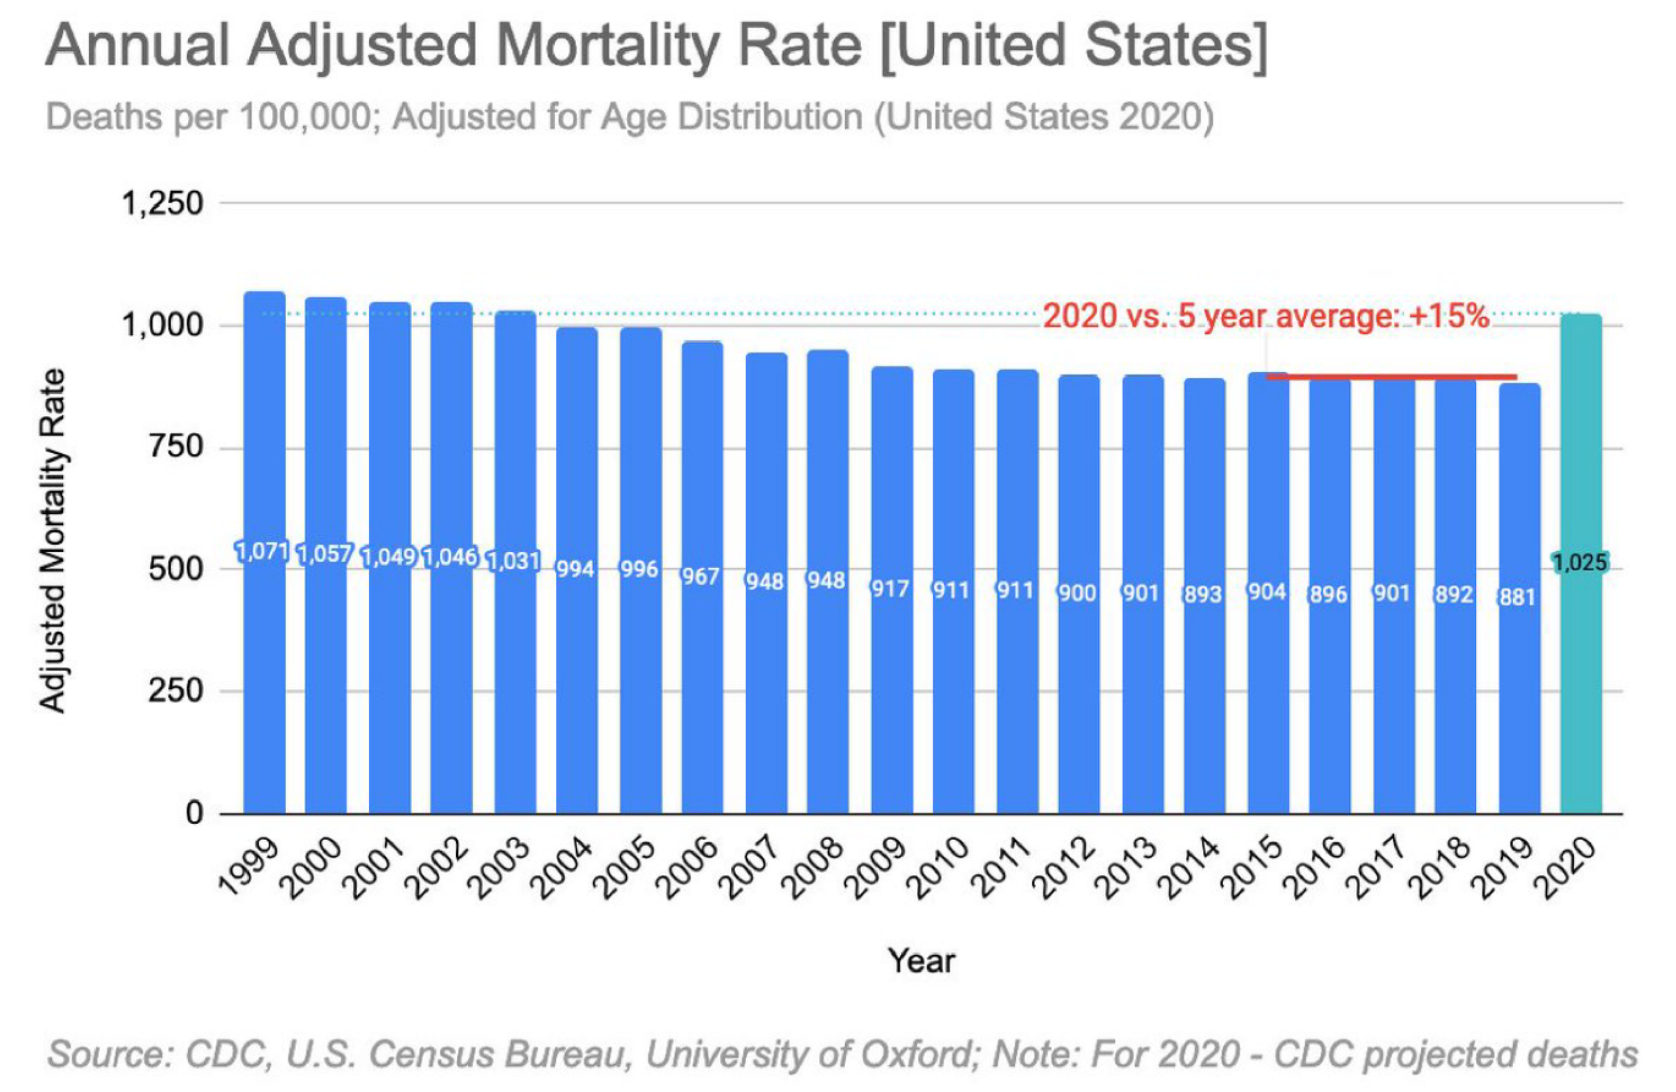 Annual Adjusted Mortality Rate [United States]
Deaths per 100,000; Adjusted for Age Distribution (United States 2020)
1,250
1,000
750
500
250
0
Adjusted Mortality Rate
2020 vs. 5 year average: +15%
1,071 1,057 1,049 1,046 1,031 994 996 967 948 948 917 911 911 900 901 893 904 896 901 892 881 1,025
1999 2000 2001 2002 2003 2004 2005 2006 2007 2008 2009 2010 2011 2012 2013 2014 2015 2016 2017 2018 2019 2020
Year
Source: CDC, U.S. Census Bureau, University of Oxford; Note: For 2020 - CDC projected deaths